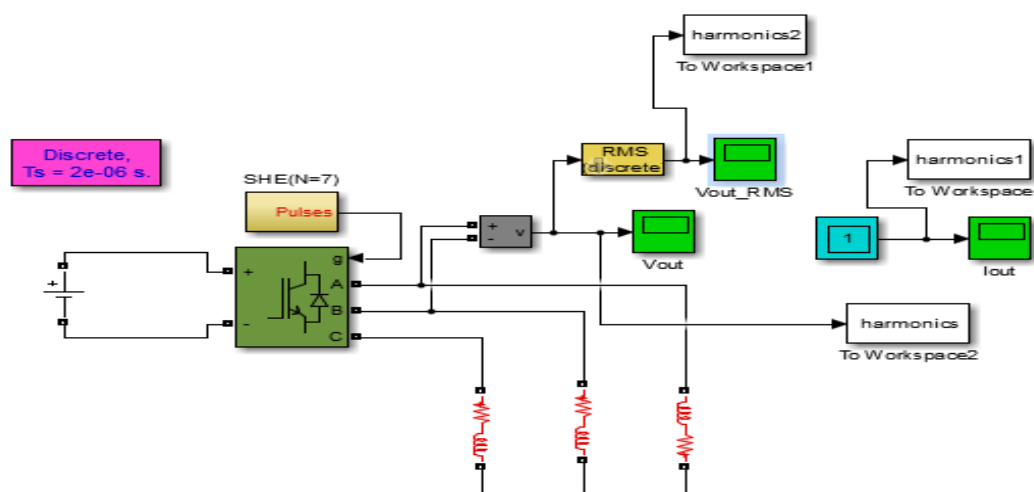 harmonics2
To Workspace1
Discrete,
Ts = 2e-06 s.
RMS
(discrete)
Vout_RMS
harmonics1
To Workspace
SHE(N=7)
Pulses
+
-
v
Vout
1
Iout
g
+
A
B
-
C
+
harmonics
To Workspace2